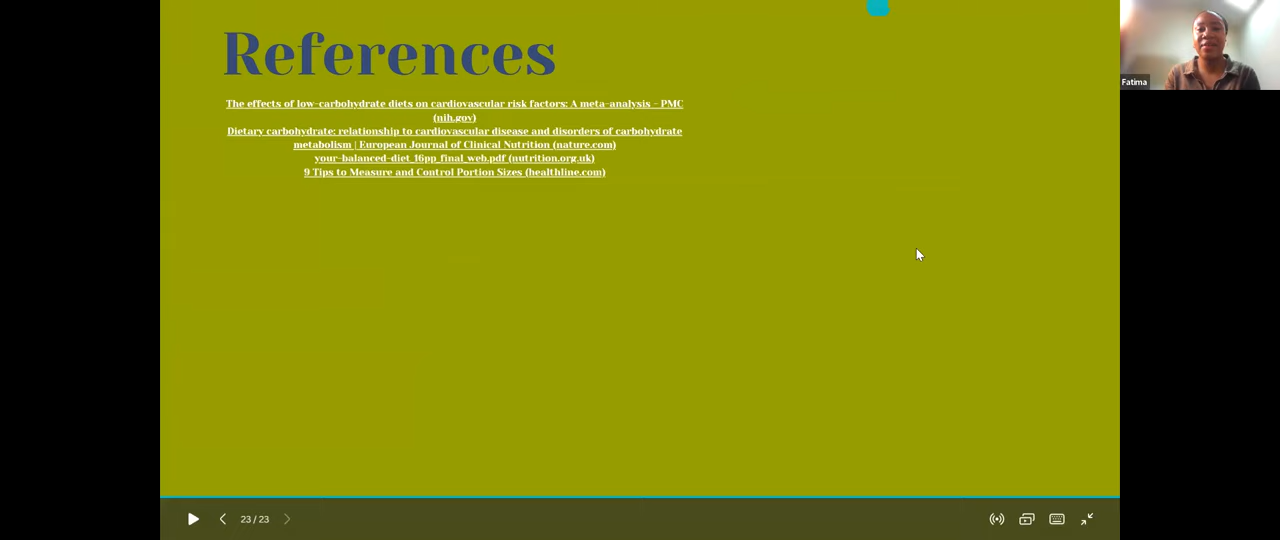 References
The effects of low-carbohydrate diets on cardiovascular risk factors: A meta-analysis - PMC
(nih.gov)
Dietary carbohydrate: relationship to cardiovascular disease and disorders of carbohydrate
metabolism | European Journal of Clinical Nutrition (nature.com)
your-balanced-diet_16pp_final_web.pdf (nutrition.org.uk)
9 Tips to Measure and Control Portion Sizes (healthline.com)
Fatima
23 / 23